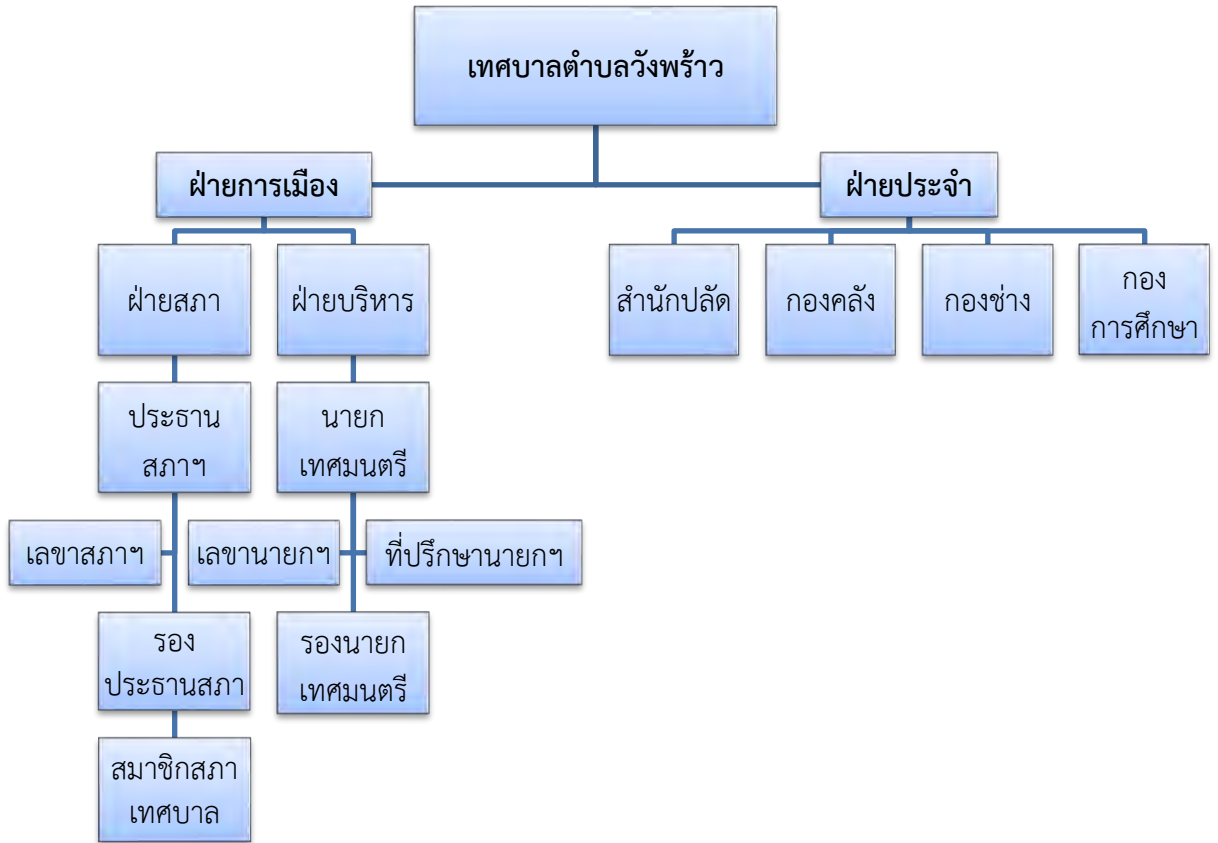 เทศบาลตำบลวังพร้าว
ฝ่ายการเมือง
ฝ่ายประจำ
ฝ่ายสภา
ฝ่ายบริหาร
สำนักปลัด
กองคลัง
กองช่าง
กอง
การศึกษา
ประธาน
สภาฯ
นายก
เทศมนตรี
เลขาสภาฯ
เลขานายกฯ
ที่ปรึกษานายกฯ
รอง
ประธานสภา
รองนายก
เทศมนตรี
สมาชิกสภา
เทศบาล